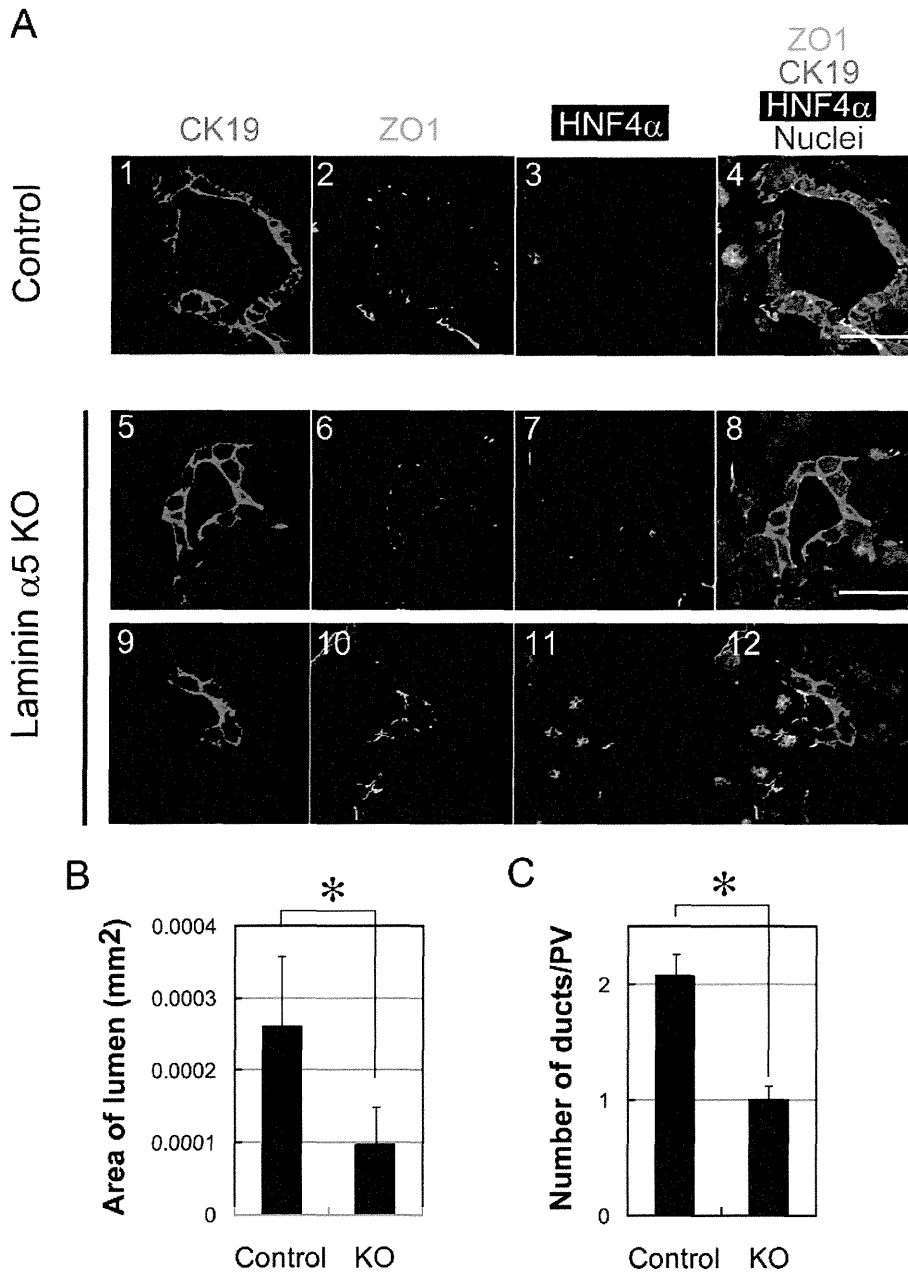 A
CK19
ZO1
HNF4α
ZO1
CK19
HNF4α
Nuclei
Control
1
2
3
4
Laminin α5 KO
5
6
7
8
9
10
11
12
B
*
Area of lumen (mm²)
0.0004
0.0003
0.0002
0.0001
0
Control
KO
C
*
Number of ducts/PV
2
1
0
Control
KO